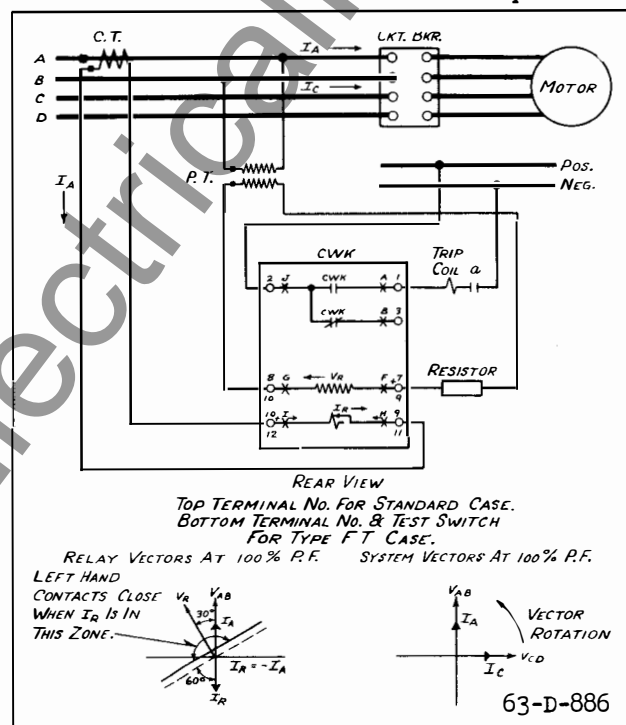 C.T.
A
B
C
D
I_A
I_C
CKT. BKR.
MOTOR
I_A
P.T.
POS.
NEG.
CWK
TRIP
COIL a
2 J CWK A 1
CWK B 3
RESISTOR
8 G V_R F +7
10 9
10 +I I_R H 9
12 11
REAR VIEW
TOP TERMINAL NO. FOR STANDARD CASE.
BOTTOM TERMINAL NO. & TEST SWITCH
FOR TYPE FT CASE.
RELAY VECTORS AT 100% P.F.
SYSTEM VECTORS AT 100% P.F.
LEFT HAND
CONTACTS CLOSE
WHEN I_R IS IN
THIS ZONE.
V_R
V_AB
30°
I_A
60°
I_R = -I_A
I_R
V_AB
I_A
VECTOR
ROTATION
V_CD
I_C
63-D-886